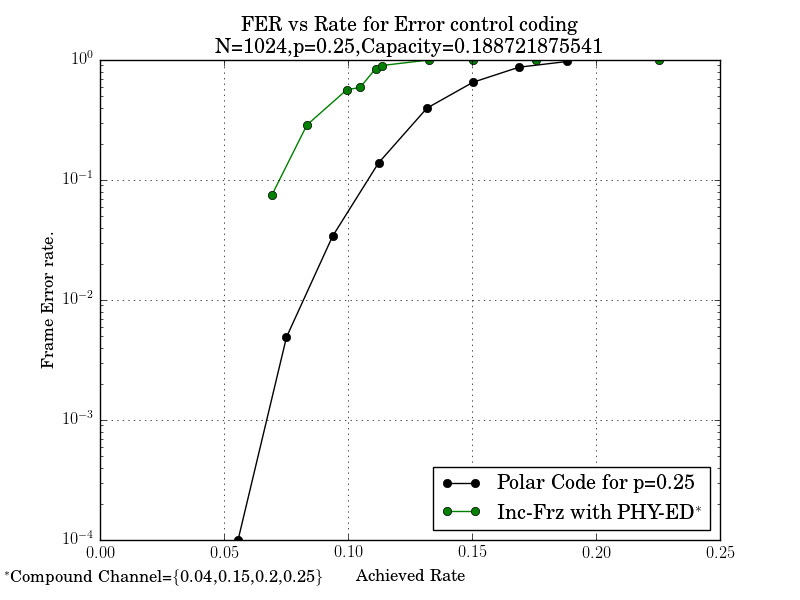 FER vs Rate for Error control coding
N=1024,p=0.25,Capacity=0.188721875541
10⁰
10⁻¹
10⁻²
10⁻³
10⁻⁴
Frame Error rate.
Polar Code for p=0.25
Inc-Frz with PHY-ED*
0.00 0.05 0.10 0.15 0.20 0.25
*Compound Channel={0.04,0.15,0.2,0.25} Achieved Rate